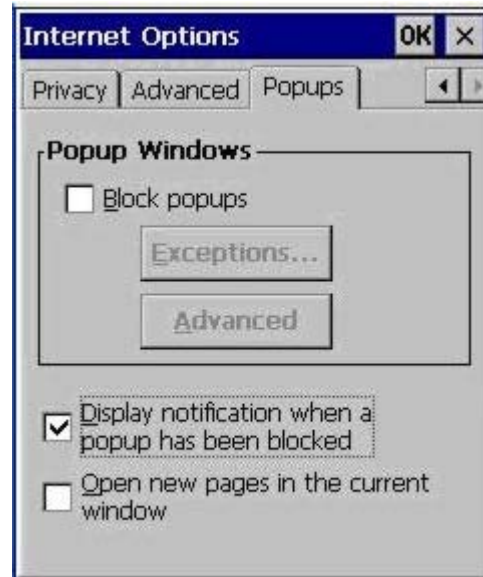 Internet Options OK ×
Privacy Advanced Popups
Popup Windows
Block popups
Exceptions...
Advanced
Display notification when a
popup has been blocked
Open new pages in the current
window